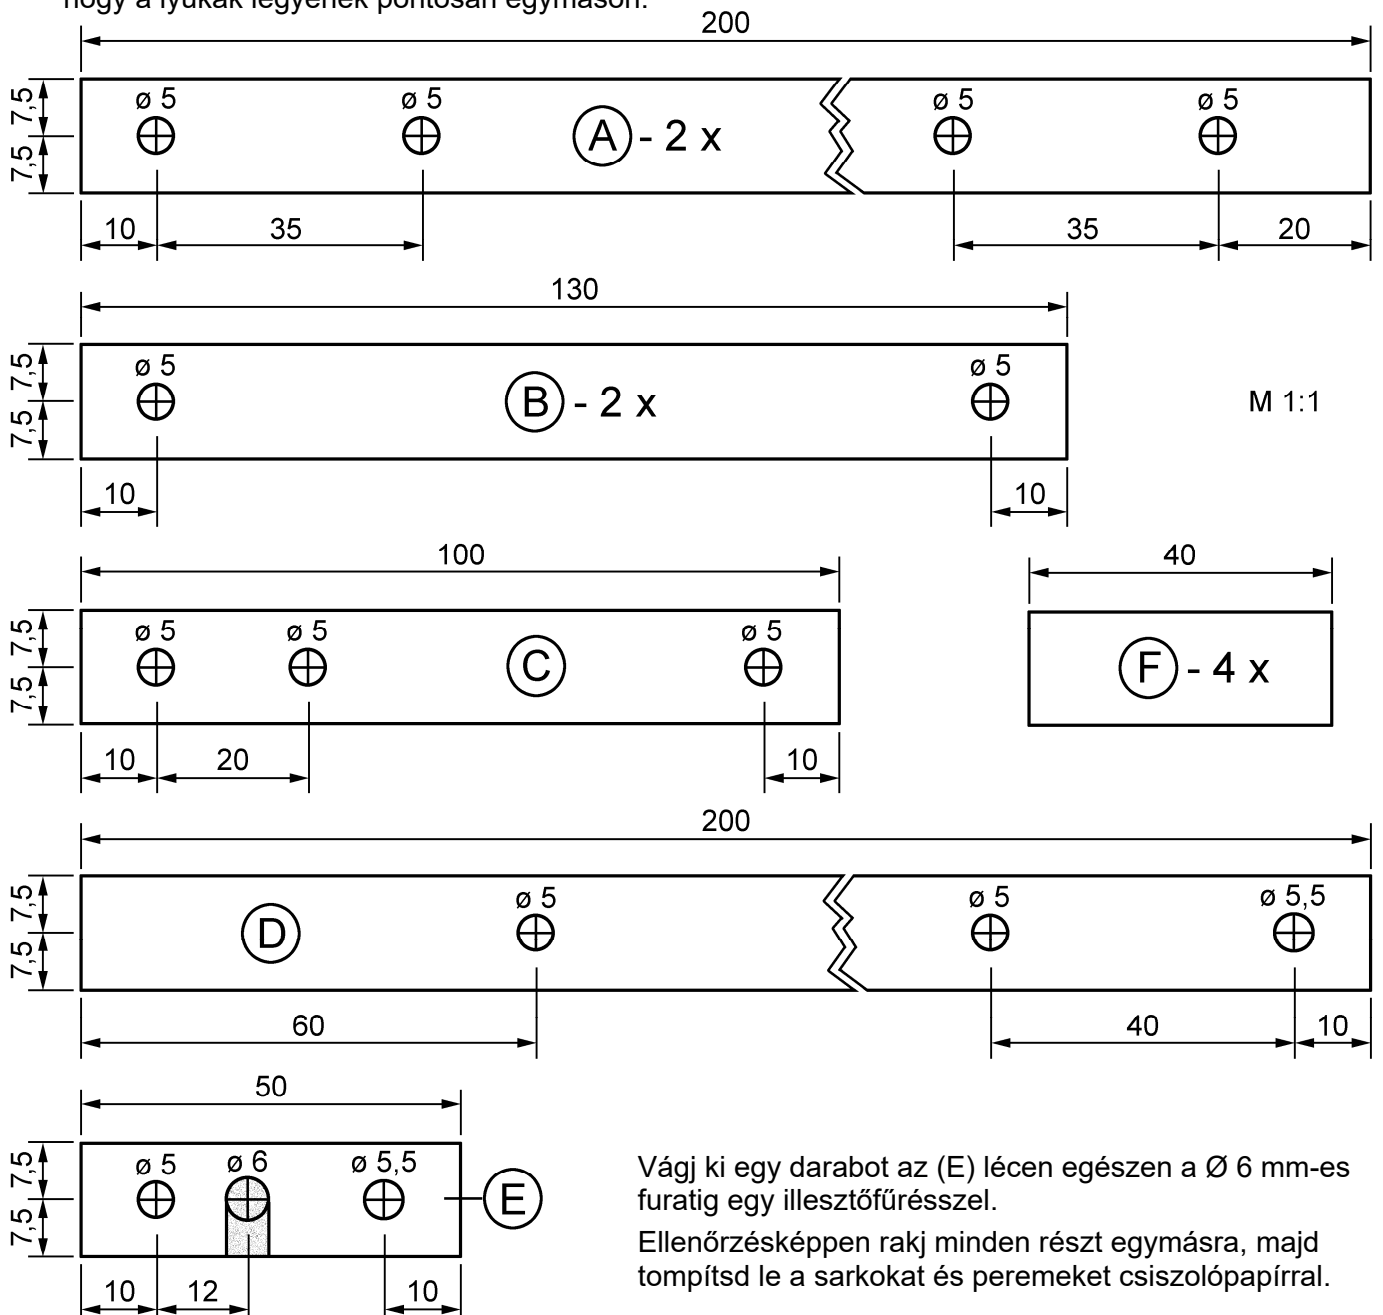 hogy a lyukak legyenek pontosan egymáson.
200
7,5
7,5
ø 5
ø 5
A - 2 x
ø 5
ø 5
10
35
35
20
130
7,5
7,5
ø 5
B - 2 x
ø 5
M 1:1
10
10
100
40
7,5
7,5
ø 5
ø 5
C
ø 5
F - 4 x
10
20
10
200
7,5
7,5
D
ø 5
ø 5
ø 5,5
60
40
10
50
7,5
7,5
ø 5
ø 6
ø 5,5
E
10
12
10
Vágj ki egy darabot az (E) lécen egészen a Ø 6 mm-es
furatig egy illesztőfűrésszel.
Ellenőrzésképpen rakj minden részt egymásra, majd
tompítsd le a sarkokat és peremeket csiszolópapírral.